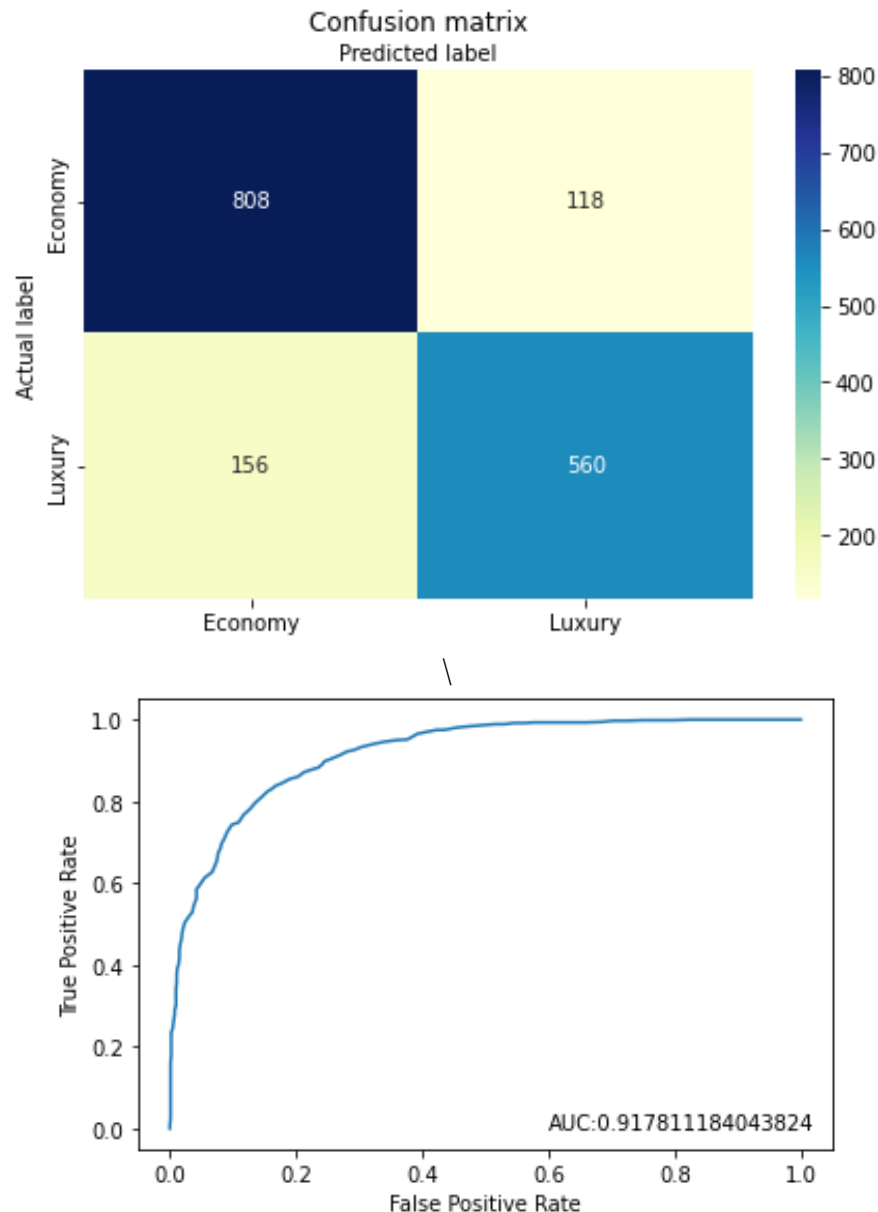 Confusion matrix
Predicted label
800
700
600
500
400
300
200
Actual label
Economy
808 118
Luxury
156 560
Economy Luxury
\
True Positive Rate
1.0
0.8
0.6
0.4
0.2
0.0
AUC:0.917811184043824
0.0 0.2 0.4 0.6 0.8 1.0
False Positive Rate